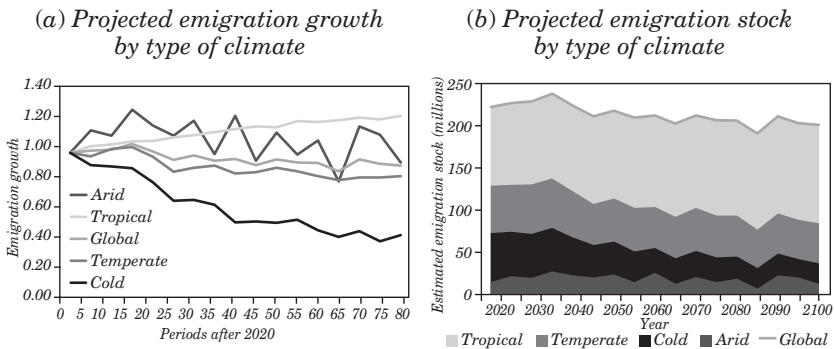 (a) Projected emigration growth
by type of climate
1.40
1.20
1.00
0.80
0.60
0.40
0.20
0.00
Emigration growth
Arid
Tropical
Global
Temperate
Cold
0 5 10 15 20 25 30 35 40 45 50 55 60 65 70 75 80
Periods after 2020
(b) Projected emigration stock
by type of climate
250
200
150
100
50
0
Estimated emigration stock (millions)
2020 2030 2040 2050 2060 2070 2080 2090 2100
Year
Tropical Temperate Cold Arid Global